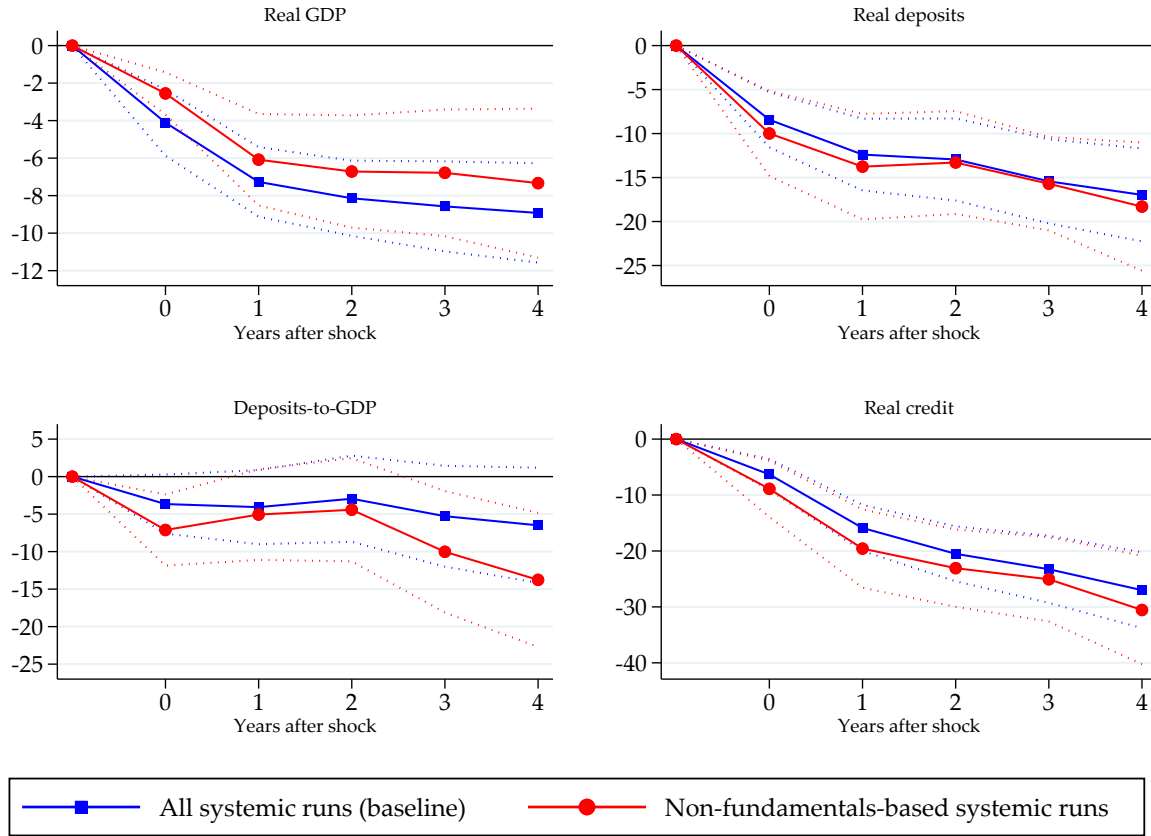 Real GDP
0
-2
-4
-6
-8
-10
-12
0 1 2 3 4
Years after shock
Real deposits
0
-5
-10
-15
-20
-25
0 1 2 3 4
Years after shock
Deposits-to-GDP
5
0
-5
-10
-15
-20
-25
0 1 2 3 4
Years after shock
Real credit
0
-10
-20
-30
-40
0 1 2 3 4
Years after shock
All systemic runs (baseline) Non-fundamentals-based systemic runs